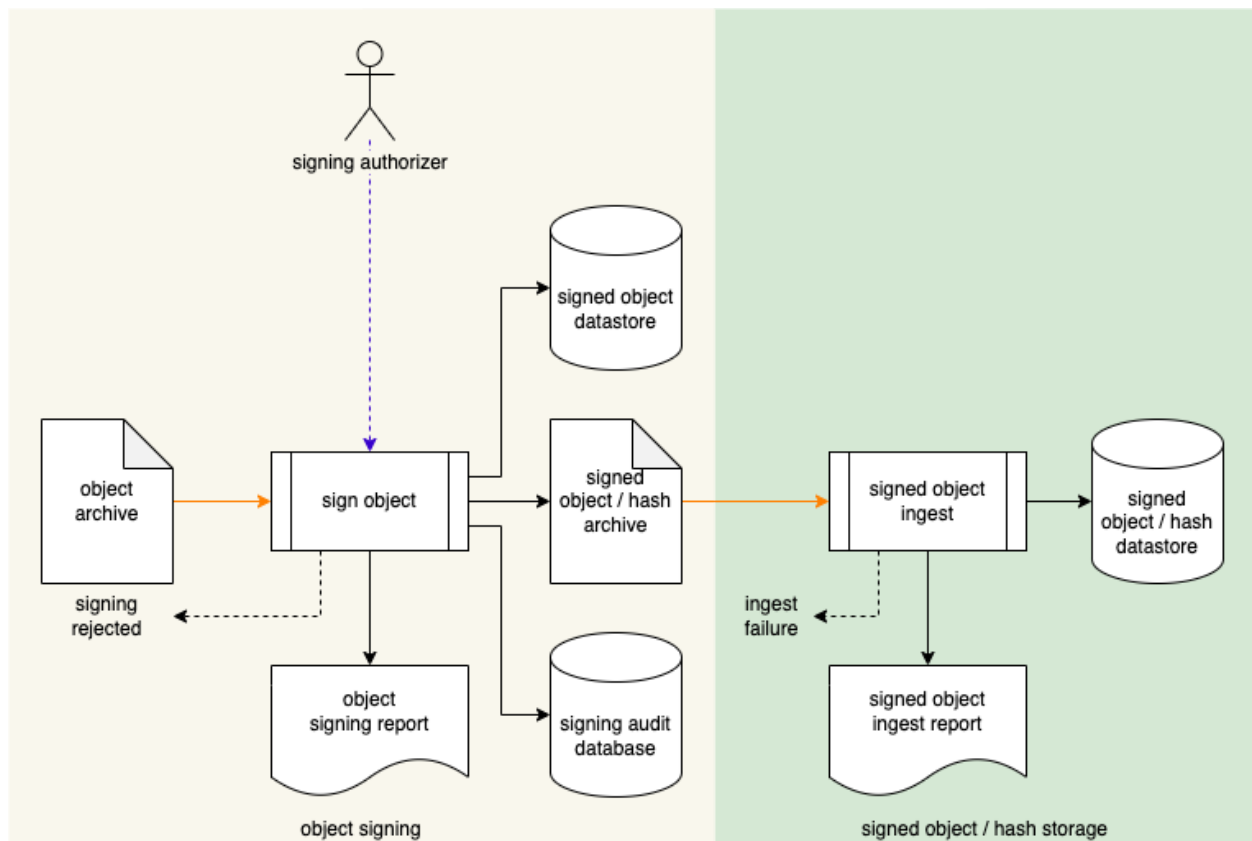 signing authorizer
signed object
datastore
object
archive
sign object
signed
object / hash
archive
signed object
ingest
signed
object / hash
datastore
signing
rejected
ingest
failure
object
signing report
signing audit
database
signed object
ingest report
object signing
signed object / hash storage